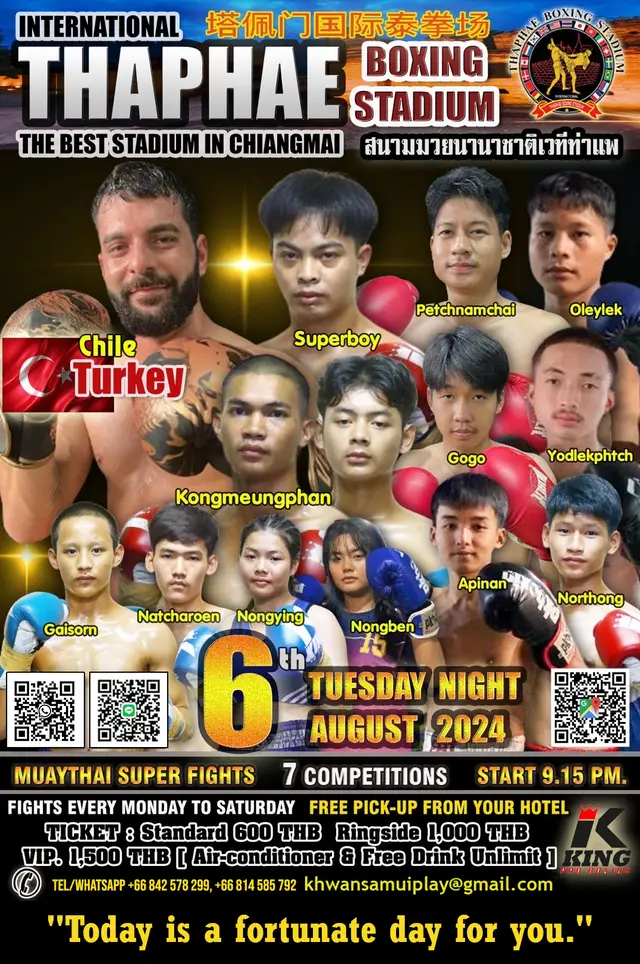 INTERNATIONAL 塔佩门国际泰拳场
THAPHAE BOXING STADIUM
THE BEST STADIUM IN CHIANGMAI สนามมวยนานาชาติเวทีท่าแพ
THAPHAE BOXING STADIUM
Petchnamchai
Oleylek
Superboy
Chile
Turkey
Gogo
Yodlekphtch
Kongmeungphan
Apinan
Northong
Gaisorn
Natcharoen
Nongying
Nongben
15
6th TUESDAY NIGHT
AUGUST 2024
MUAYTHAI SUPER FIGHTS 7 COMPETITIONS START 9.15 PM.
FIGHTS EVERY MONDAY TO SATURDAY FREE PICK-UP FROM YOUR HOTEL
TICKET : Standard 600 THB Ringside 1,000 THB
VIP. 1,500 THB [ Air-conditioner & Free Drink Unlimit ]
K
KING
TEL/WHATSAPP +66 842 578 299, +66 814 585 792 khwansamuiplay@gmail.com
"Today is a fortunate day for you."